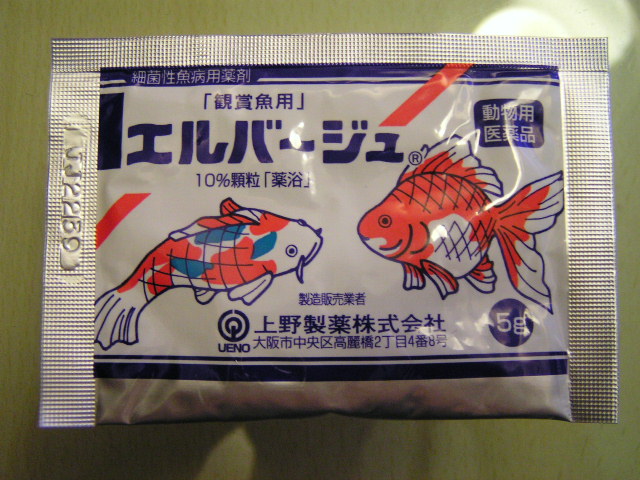 細菌性魚病用薬剤
「観賞魚用」
動物用
医薬品
エルバージュ®
10%顆粒「薬浴」
製造販売業者
上野製薬株式会社
UENO
大阪市中央区高麗橋2丁目4番8号
5g